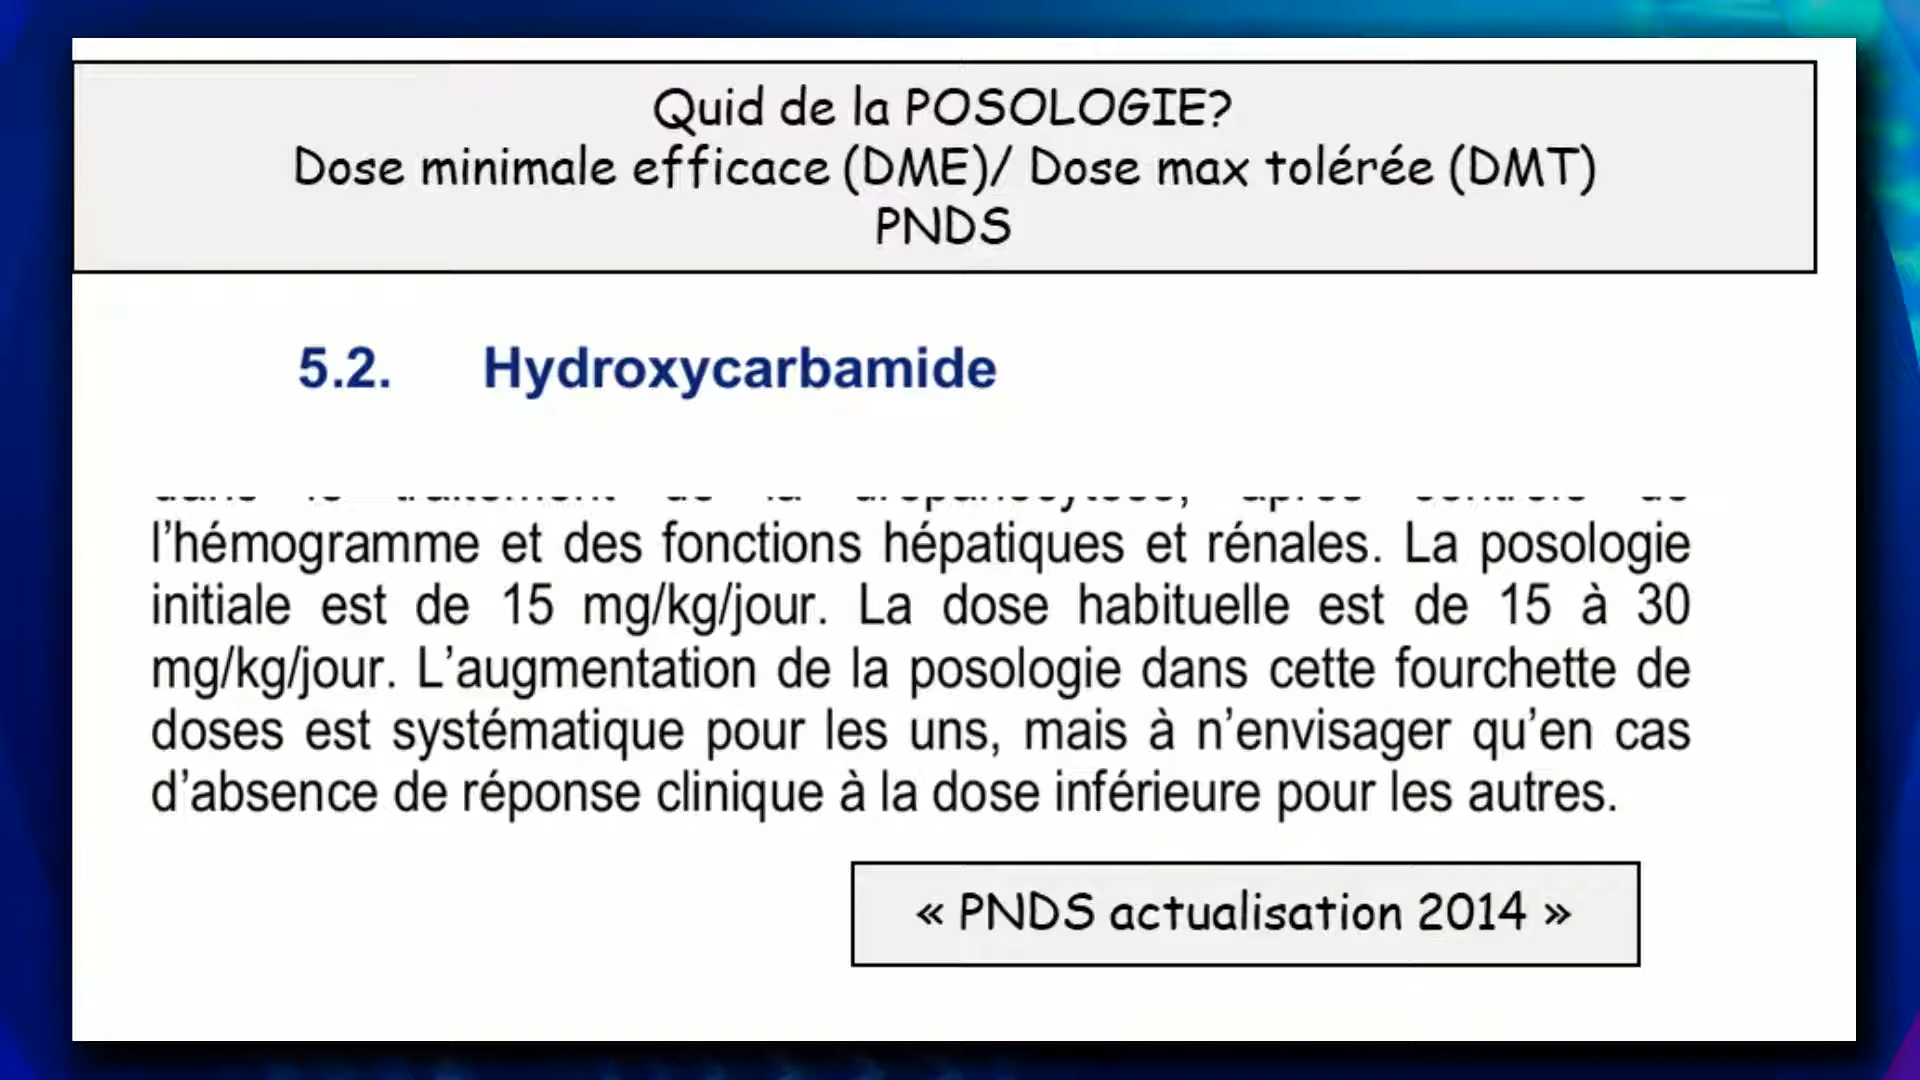 Quid de la POSOLOGIE?
Dose minimale efficace (DME)/ Dose max tolérée (DMT)
PNDS
5.2. Hydroxycarbamide
l'hémogramme et des fonctions hépatiques et rénales. La posologie
initiale est de 15 mg/kg/jour. La dose habituelle est de 15 à 30
mg/kg/jour. L'augmentation de la posologie dans cette fourchette de
doses est systématique pour les uns, mais à n'envisager qu'en cas
d'absence de réponse clinique à la dose inférieure pour les autres.
« PNDS actualisation 2014 »